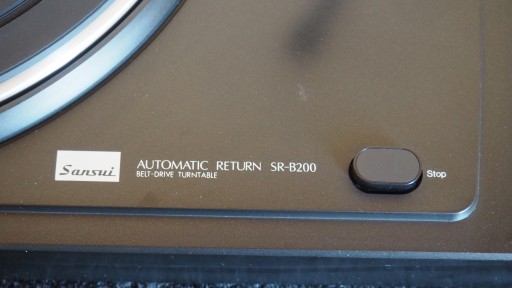 Sansui
AUTOMATIC RETURN SR-B200
BELT-DRIVE TURNTABLE
Stop